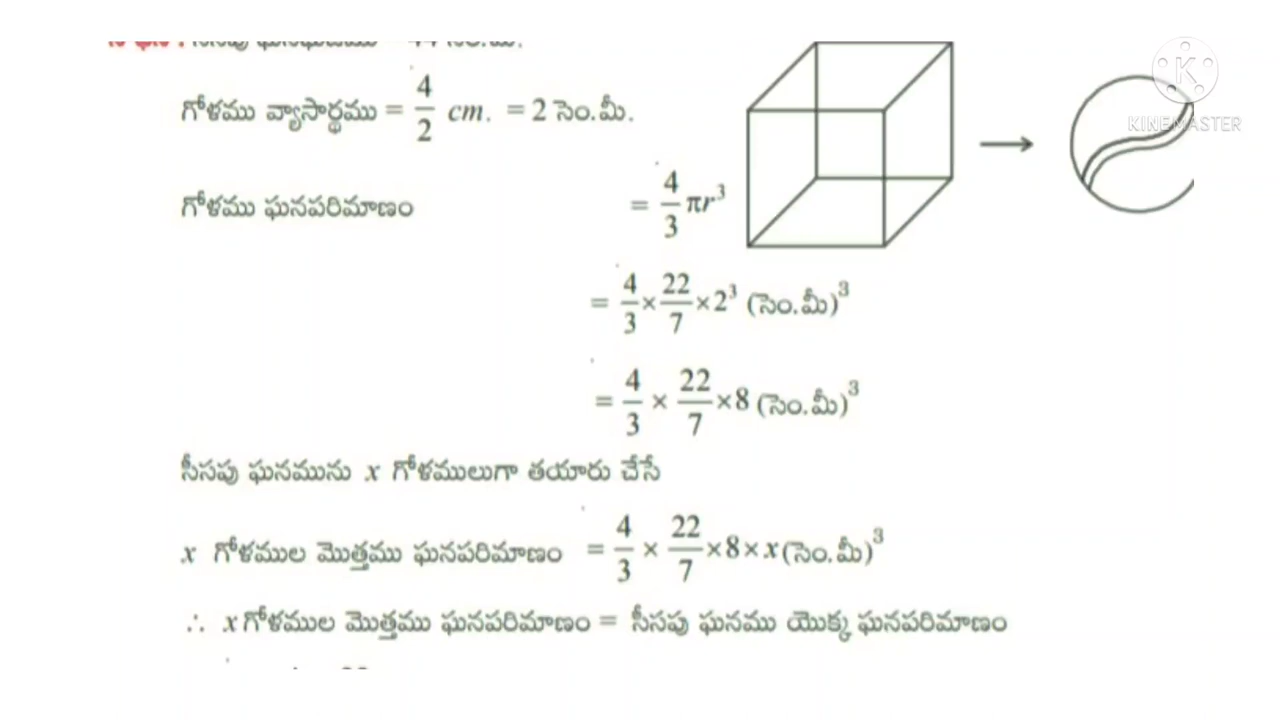 గోళము వ్యాసార్థము = 4/2 cm. = 2 సెం.మీ.
KINEMASTER
గోళము ఘనపరిమాణం = 4/3 πr³
= 4/3 × 22/7 × 2³ (సెం.మీ)³
= 4/3 × 22/7 × 8 (సెం.మీ)³
సీసపు ఘనమును x గోళములుగా తయారు చేసే
x గోళముల మొత్తము ఘనపరిమాణం = 4/3 × 22/7 × 8 × x (సెం.మీ)³
∴ x గోళముల మొత్తము ఘనపరిమాణం = సీసపు ఘనము యొక్క ఘనపరిమాణం